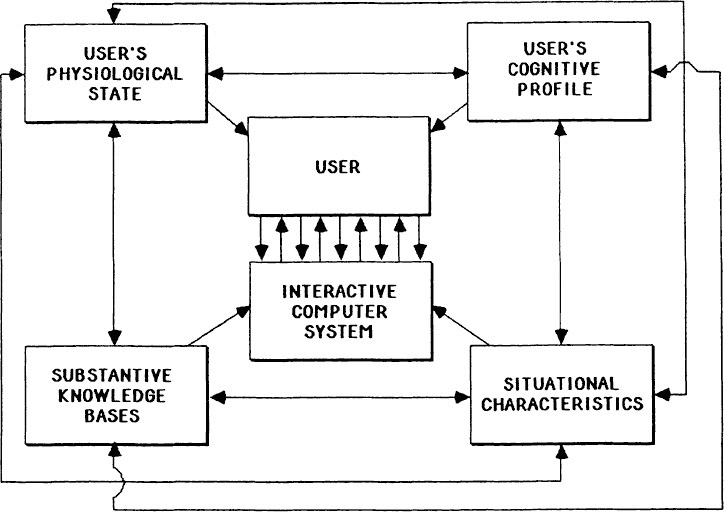 USER'S
PHYSIOLOGICAL
STATE
USER'S
COGNITIVE
PROFILE
USER
INTERACTIVE
COMPUTER
SYSTEM
SUBSTANTIVE
KNOWLEDGE
BASES
SITUATIONAL
CHARACTERISTICS